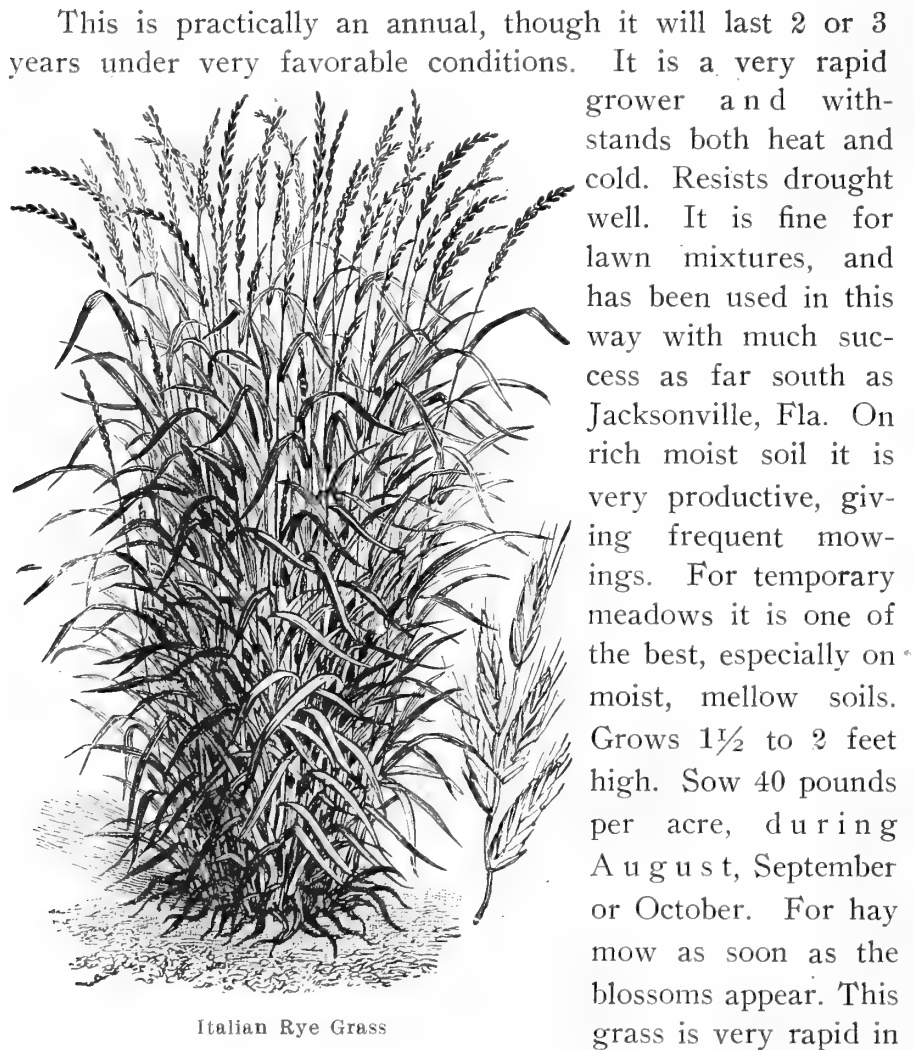 This is practically an annual, though it will last 2 or 3
years under very favorable conditions. It is a very rapid
grower and with-
stands both heat and
cold. Resists drought
well. It is fine for
lawn mixtures, and
has been used in this
way with much suc-
cess as far south as
Jacksonville, Fla. On
rich moist soil it is
very productive, giv-
ing frequent mow-
ings. For temporary
meadows it is one of
the best, especially on
moist, mellow soils.
Grows 1½ to 2 feet
high. Sow 40 pounds
per acre, during
August, September
or October. For hay
mow as soon as the
blossoms appear. This
grass is very rapid in
Italian Rye Grass